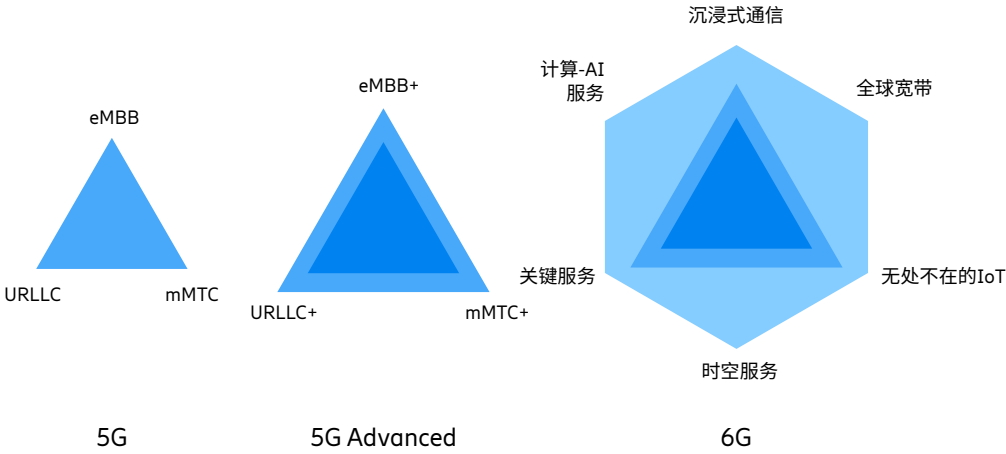 eMBB
URLLC
mMTC
5G
eMBB+
URLLC+
mMTC+
5G Advanced
沉浸式通信
计算-AI
服务
全球宽带
关键服务
无处不在的IoT
时空服务
6G